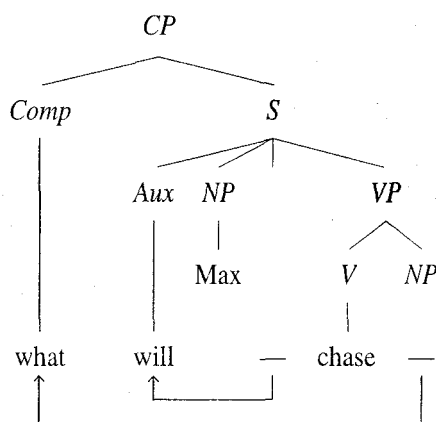 CP
Comp S
Aux NP VP
Max V NP
what will — chase —